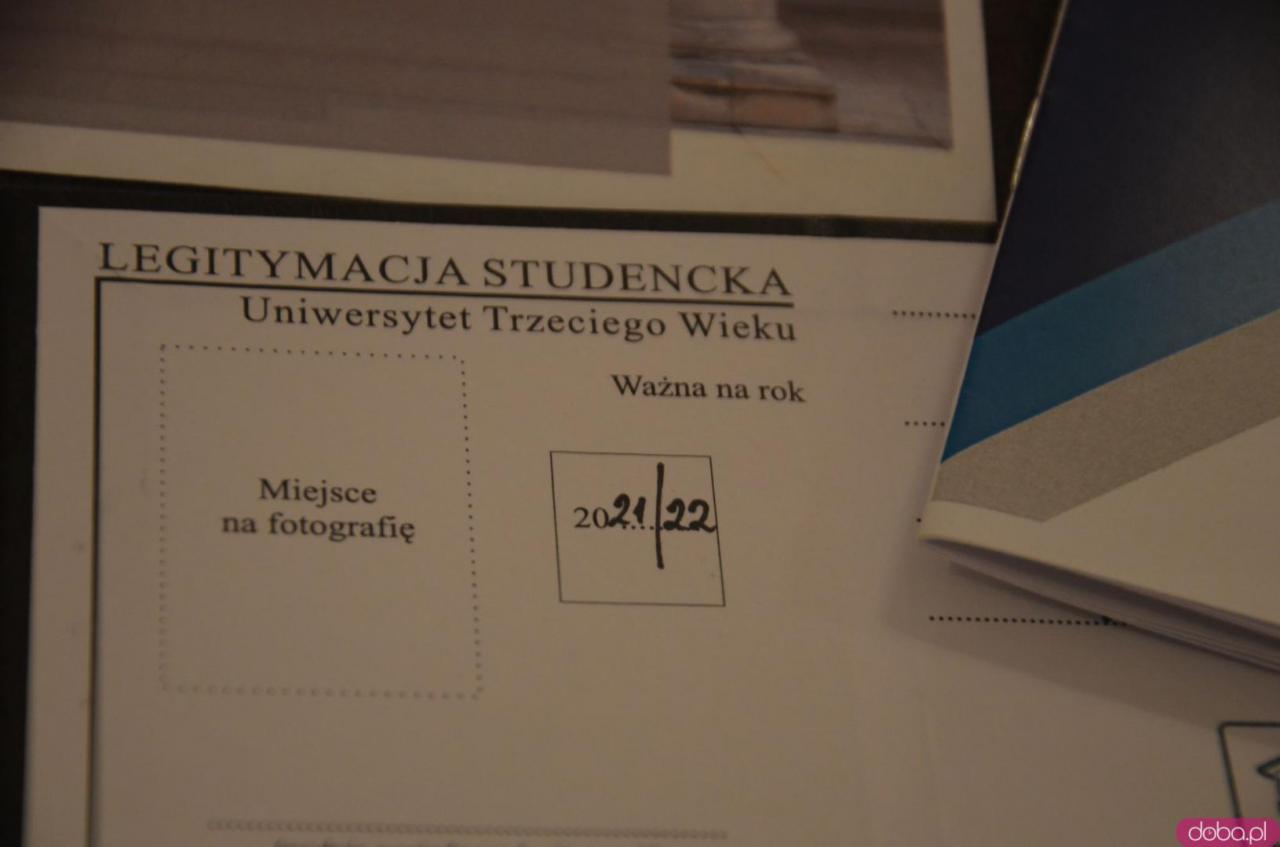 LEGITYMACJA STUDENCKA
Uniwersytet Trzeciego Wieku
Ważna na rok
Miejsce
na fotografię
2021/22
doba.pl